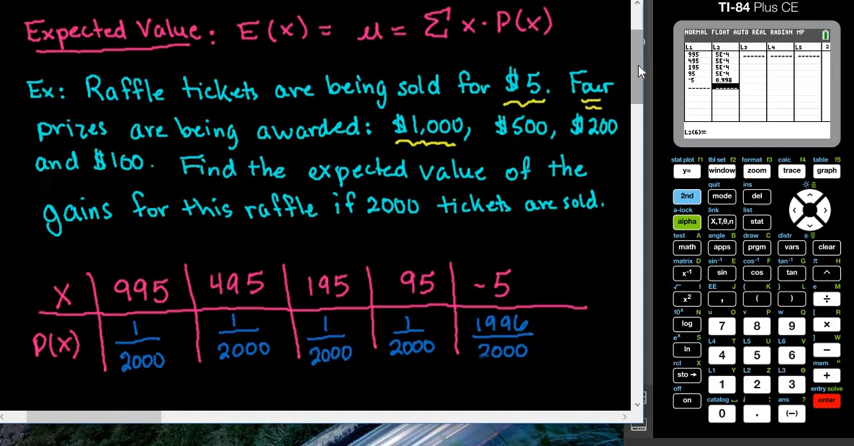 Expected Value: E(x) = μ = Σ x · P(x)
Ex: Raffle tickets are being sold for $5. Four
prizes are being awarded: $1,000, $500, $200
and $100. Find the expected value of the
gains for this raffle if 2000 tickets are sold.
X 995 495 195 95 -5
P(X) 1/2000 1/2000 1/2000 1/2000 1996/2000
TI-84 Plus CE
NORMAL FLOAT AUTO REAL RADIAN MP
L1 L2 L3 L4 L5 2
995 5E-4
495 5E-4
195 5E-4
95 5E-4
-5 0.998
L2(6)=
stat plot f1 tbl set f2 format f3 calc f4 table f5
y= window zoom trace graph
quit ins
2nd mode del
a-lock link list
alpha X,T,θ,n stat
test A angle B draw C distr
math apps prgm vars clear
matrix D sin⁻¹ E cos⁻¹ F tan⁻¹ G π H
x⁻¹ sin cos tan ^
√ I EE J { K } L e M
x² , ( ) ÷
10ˣ N u O v P w Q [ R
log 7 8 9 ×
eˣ S L4 T L5 U L6 V ] W
ln 4 5 6 −
rcl X L1 Y L2 Z L3 θ mem "
sto→ 1 2 3 +
off catalog i : ans ? entry solve
on 0 . (−) enter